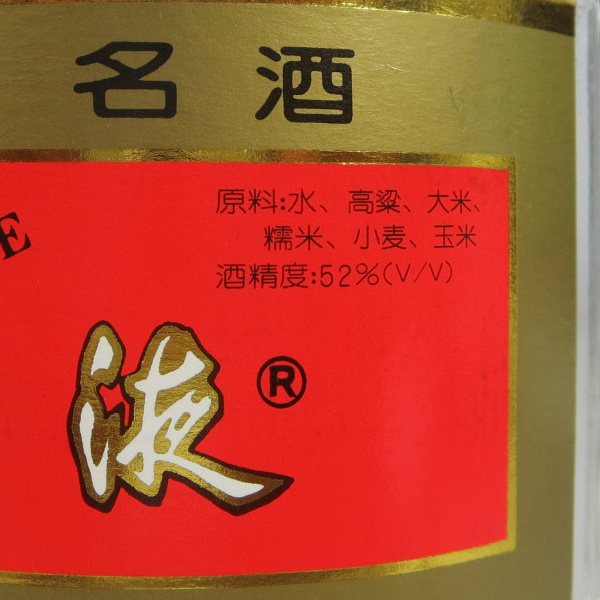 名酒
原料:水、高粱、大米、
糯米、小麦、玉米
酒精度:52%(V/V)
E
液®